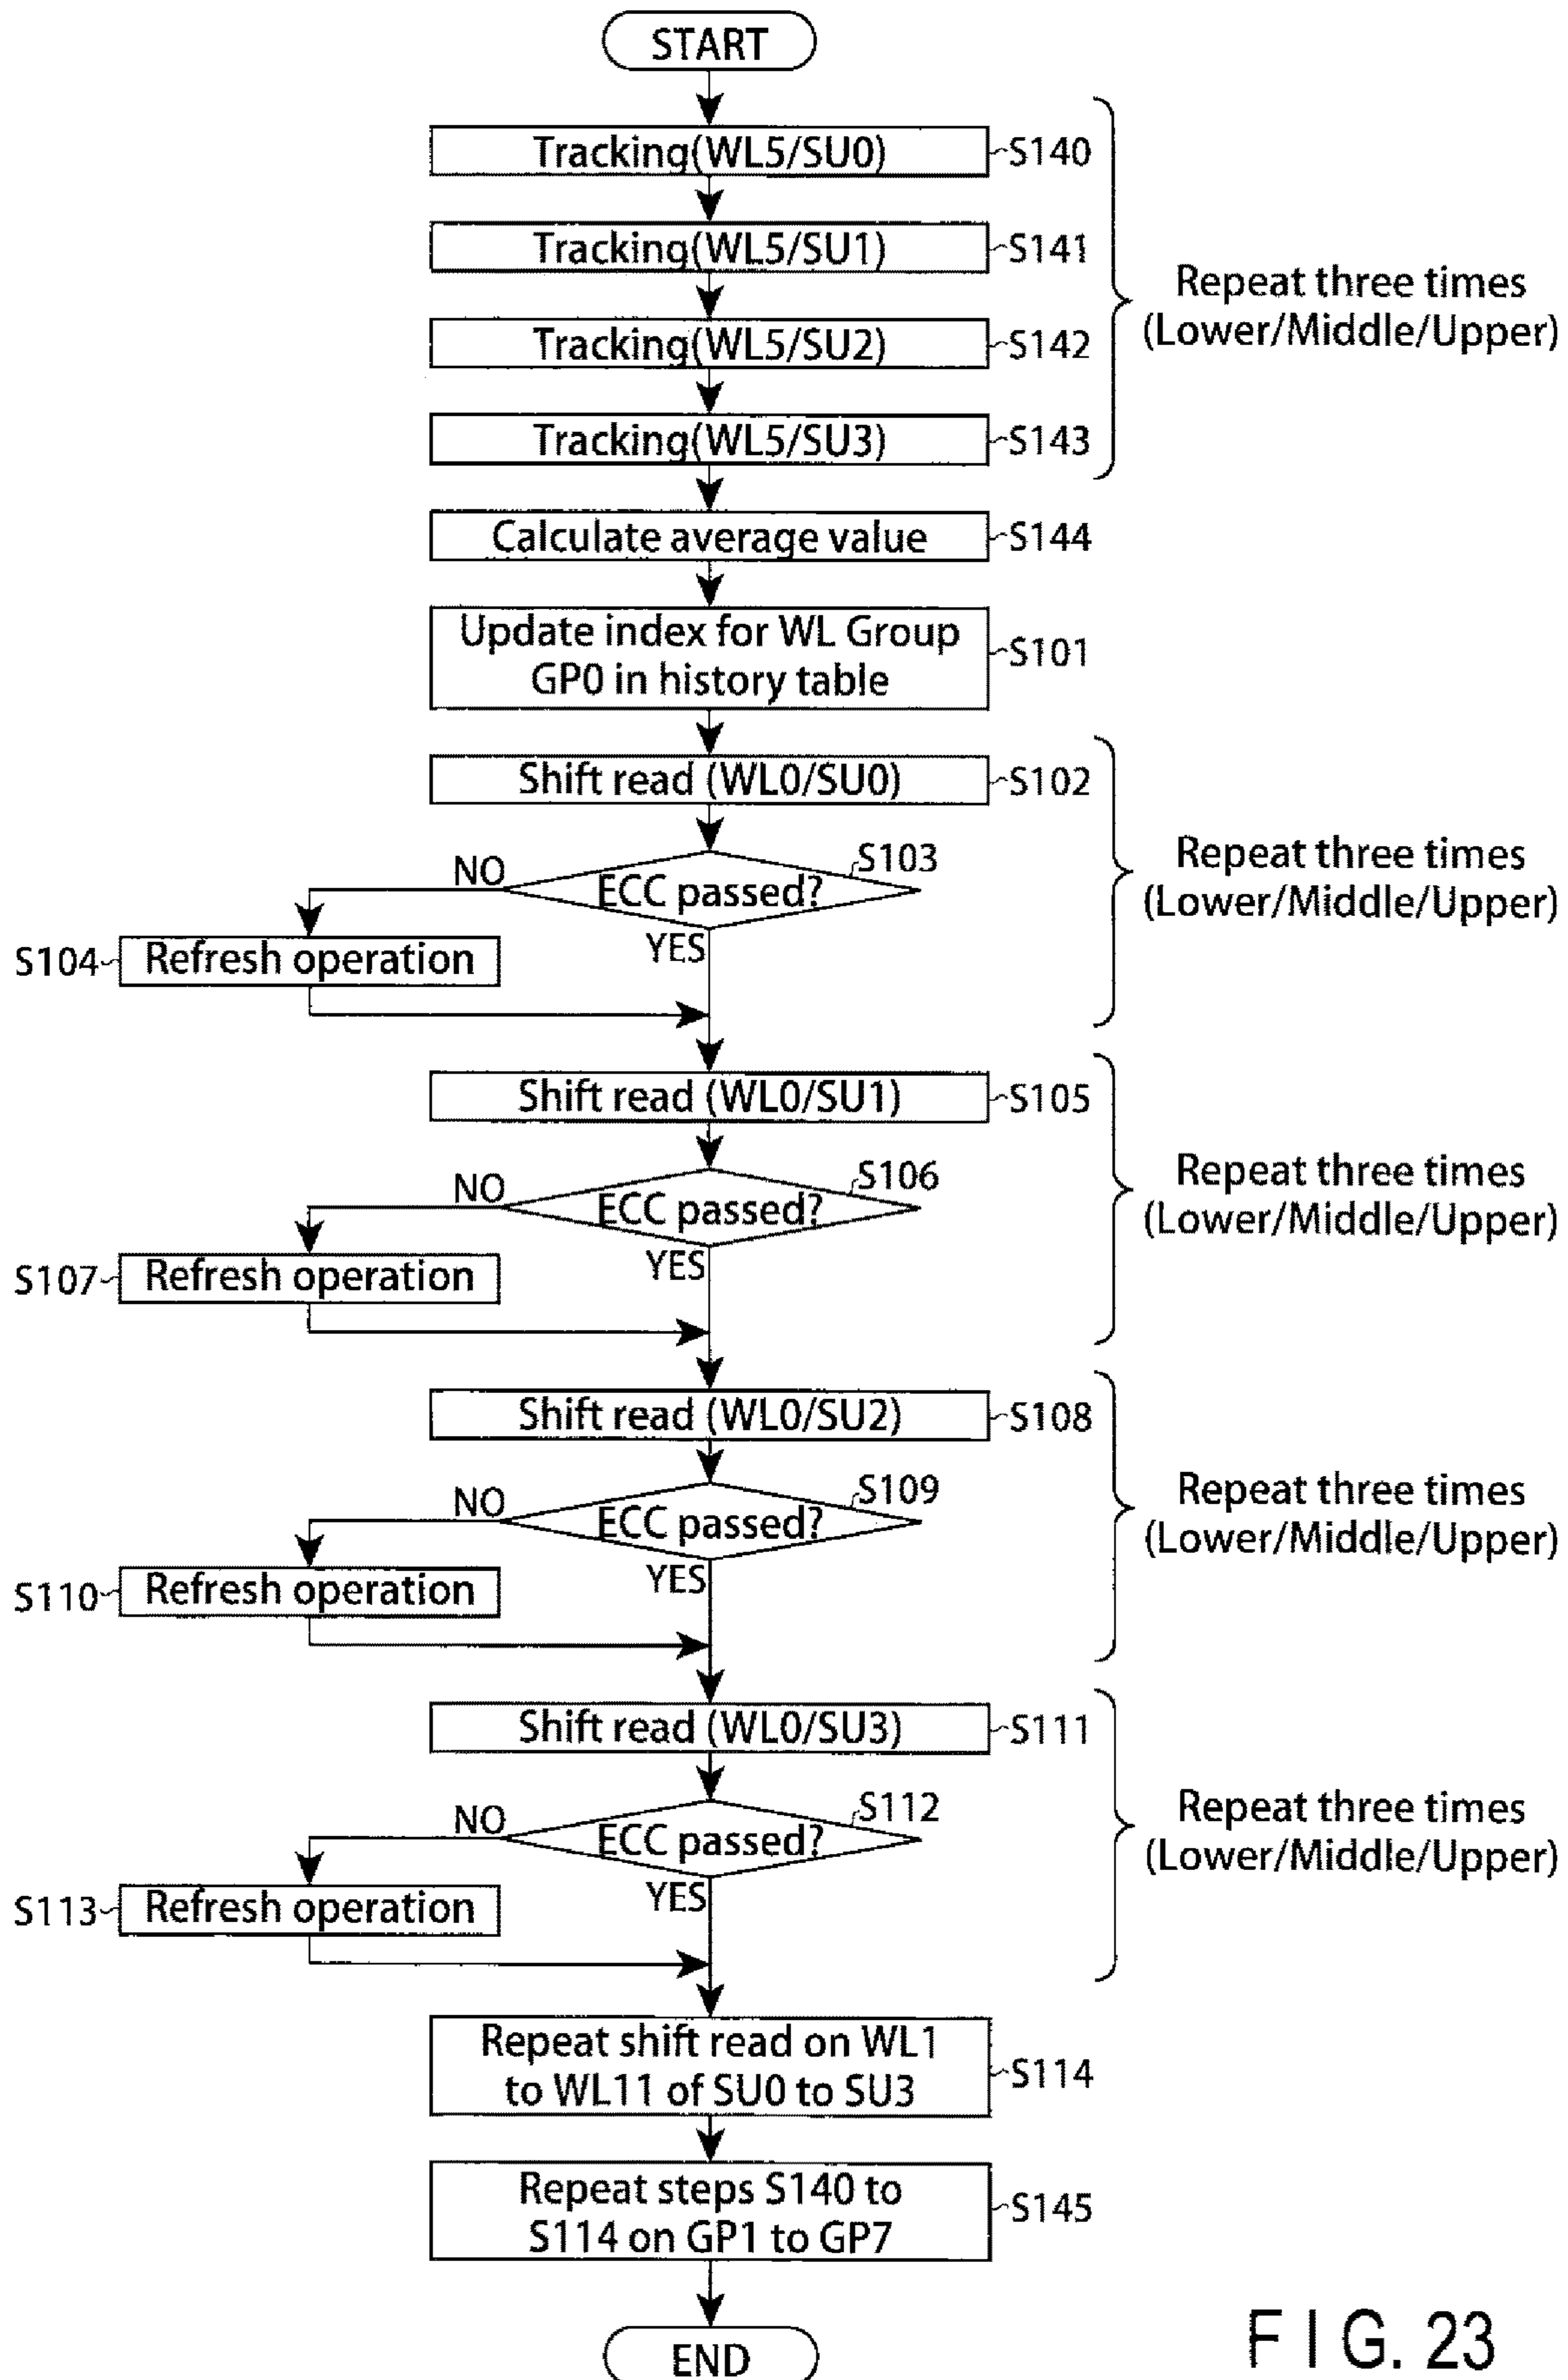 START
Tracking(WL5/SU0)
S140
Tracking(WL5/SU1)
S141
Repeat three times
(Lower/Middle/Upper)
Tracking(WL5/SU2)
S142
Tracking(WL5/SU3)
S143
Calculate average value
S144
Update index for WL Group
GP0 in history table
S101
Shift read (WL0/SU0)
S102
S103
NO
ECC passed?
Repeat three times
(Lower/Middle/Upper)
YES
S104
Refresh operation
Shift read (WL0/SU1)
S105
S106
NO
ECC passed?
Repeat three times
(Lower/Middle/Upper)
YES
S107
Refresh operation
Shift read (WL0/SU2)
S108
S109
NO
ECC passed?
Repeat three times
(Lower/Middle/Upper)
YES
S110
Refresh operation
Shift read (WL0/SU3)
S111
S112
NO
ECC passed?
Repeat three times
(Lower/Middle/Upper)
YES
S113
Refresh operation
Repeat shift read on WL1
to WL11 of SU0 to SU3
S114
Repeat steps S140 to
S114 on GP1 to GP7
S145
END
FIG. 23